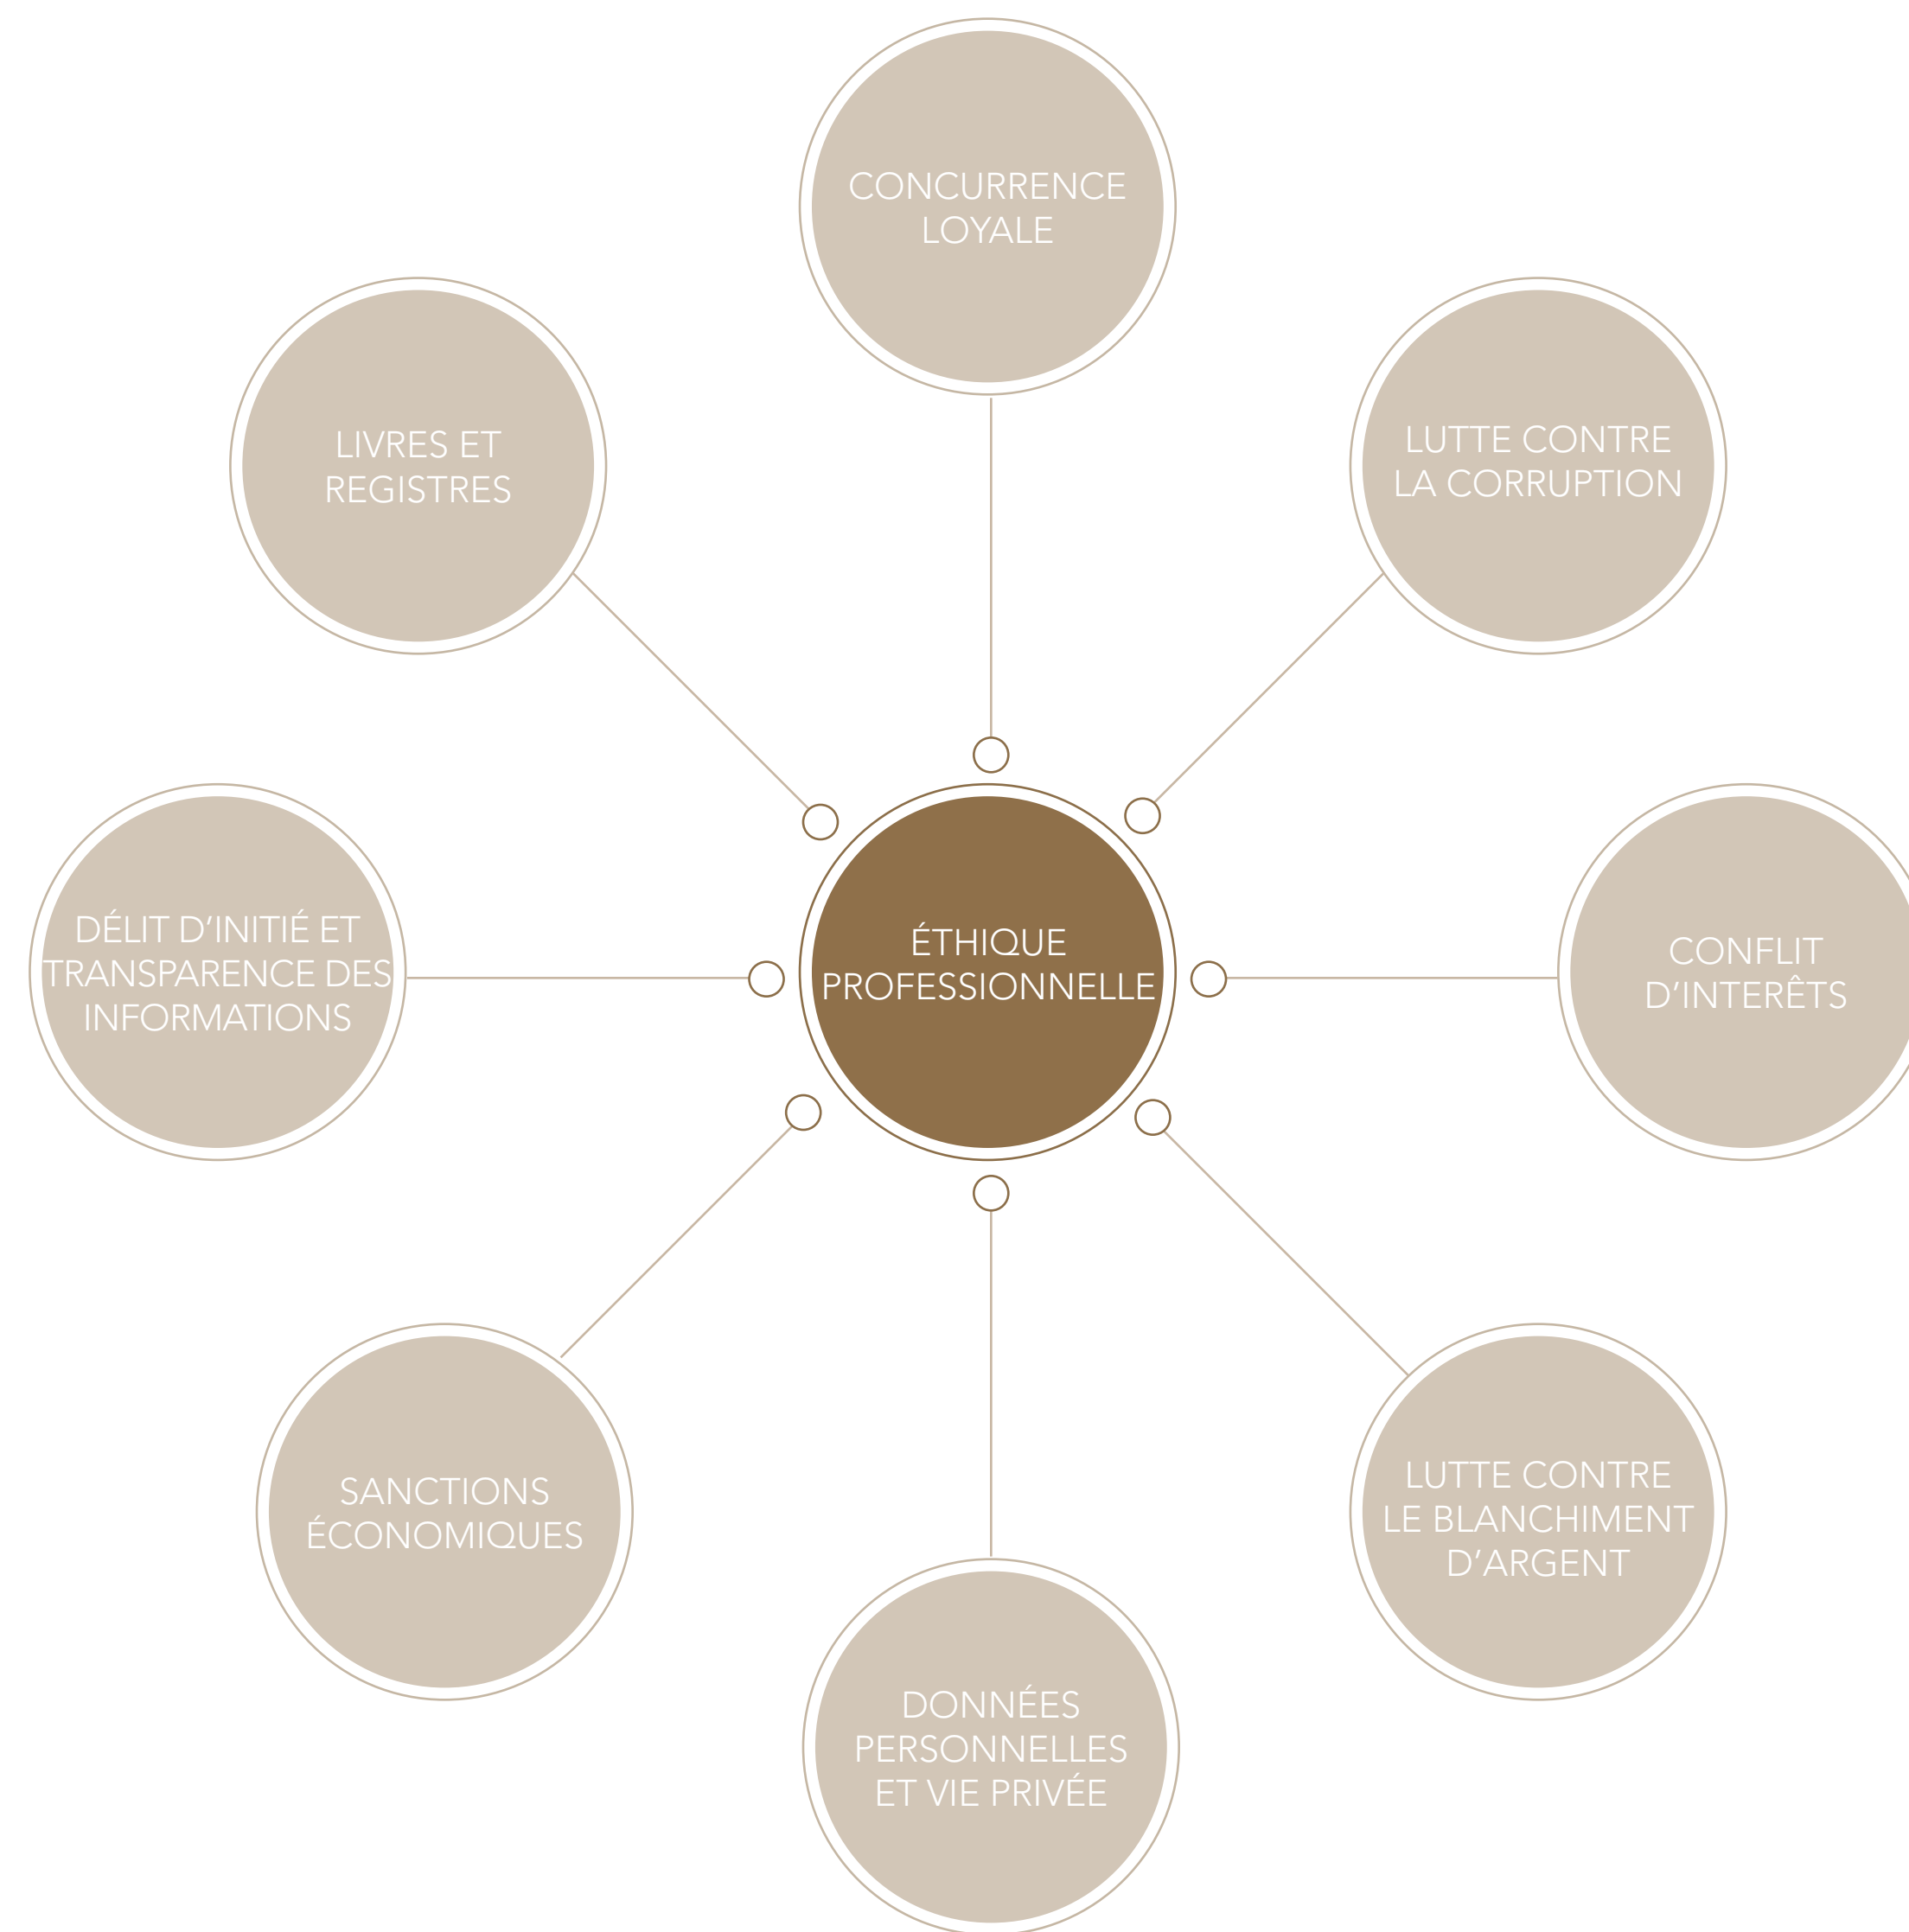 CONCURRENCE
LOYALE
LIVRES ET
REGISTRES
LUTTE CONTRE
LA CORRUPTION
DÉLIT D’INITIÉ ET
TRANSPARENCE DES
INFORMATIONS
ÉTHIQUE
PROFESSIONNELLE
CONFLIT
D’INTERÊTS
SANCTIONS
ÉCONOMIQUES
LUTTE CONTRE
LE BLANCHIMENT
D’ARGENT
DONNÉES
PERSONNELLES
ET VIE PRIVÉE